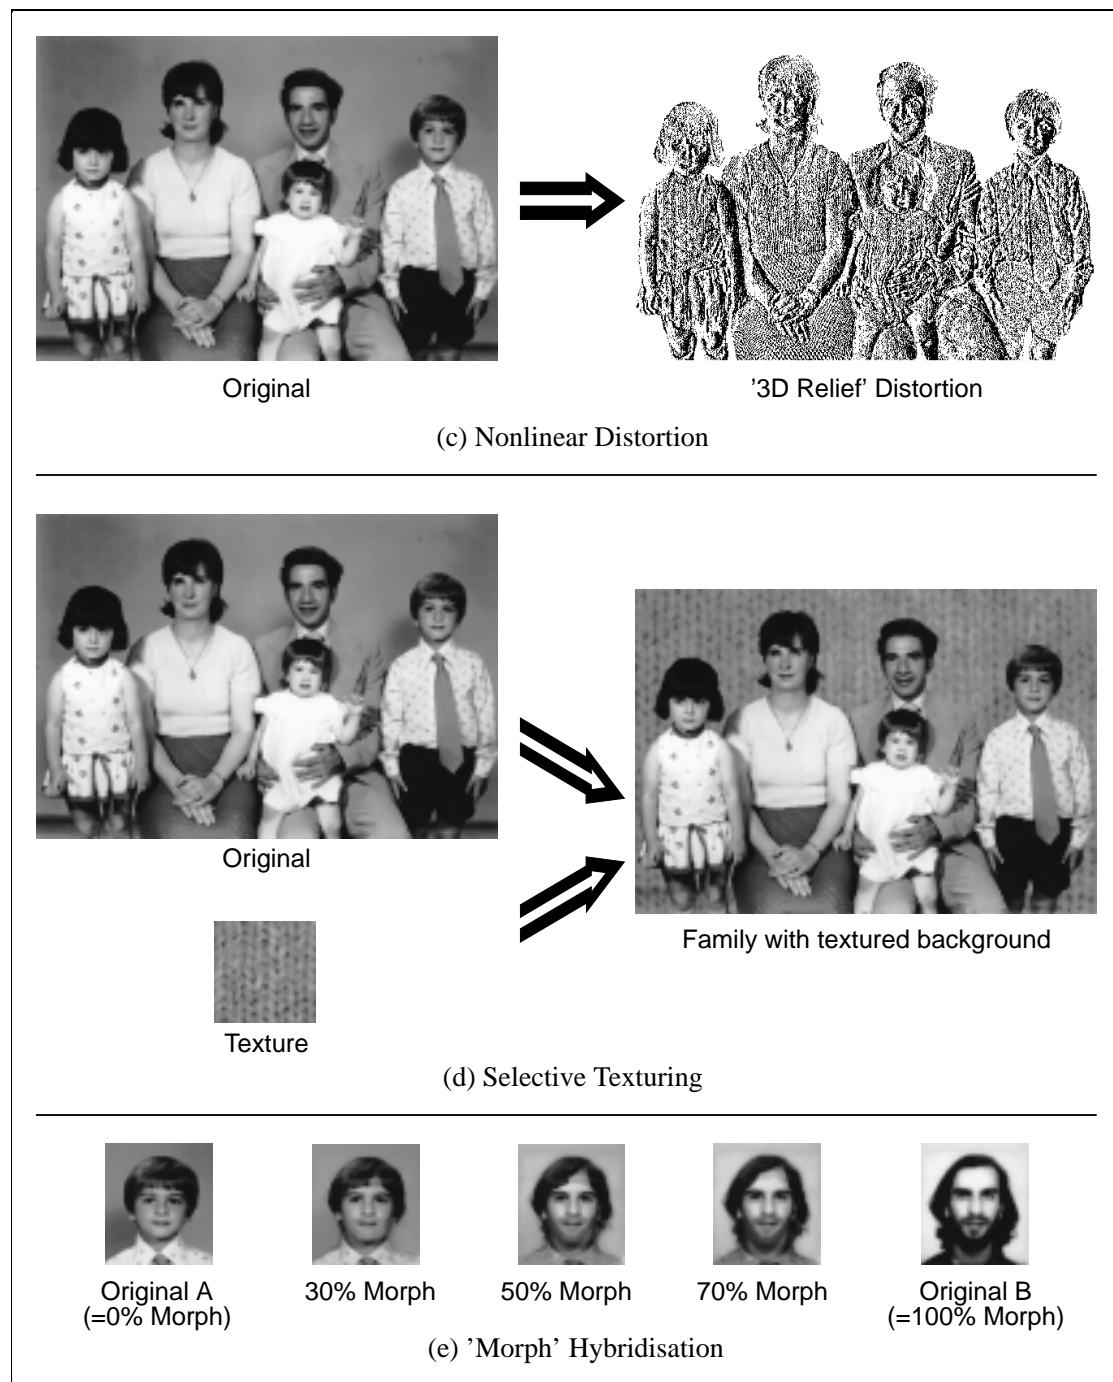 Original
’3D Relief’ Distortion
(c) Nonlinear Distortion
Original
Family with textured background
Texture
(d) Selective Texturing
Original A
(=0% Morph)
30% Morph
50% Morph
70% Morph
Original B
(=100% Morph)
(e) ’Morph’ Hybridisation